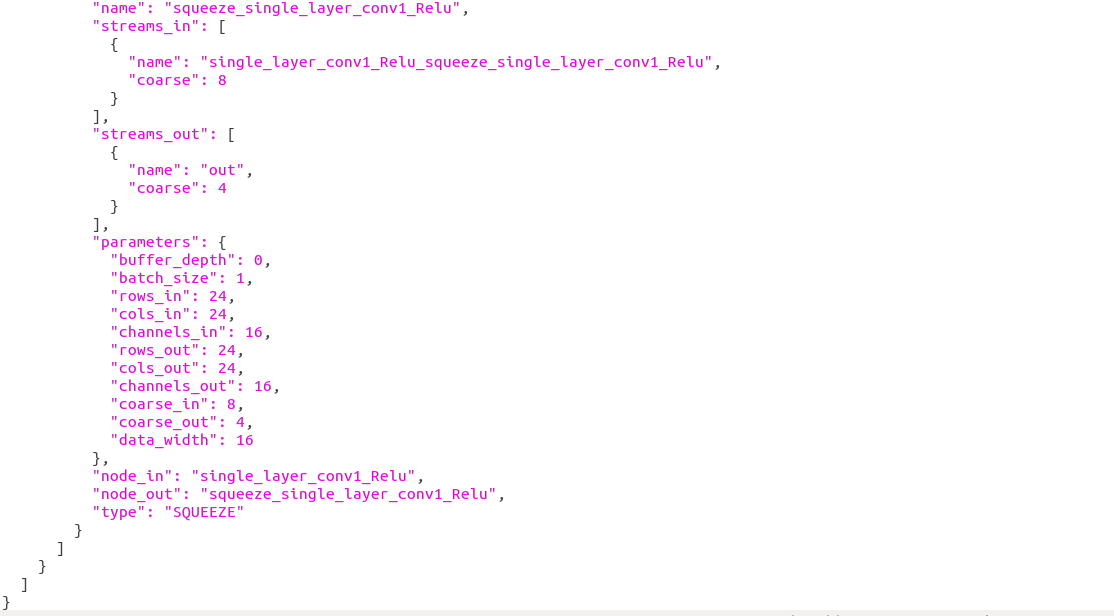 "name": "squeeze_single_layer_conv1_Relu",
"streams_in": [
{
"name": "single_layer_conv1_Relu_squeeze_single_layer_conv1_Relu",
"coarse": 8
}
],
"streams_out": [
{
"name": "out",
"coarse": 4
}
],
"parameters": {
"buffer_depth": 0,
"batch_size": 1,
"rows_in": 24,
"cols_in": 24,
"channels_in": 16,
"rows_out": 24,
"cols_out": 24,
"channels_out": 16,
"coarse_in": 8,
"coarse_out": 4,
"data_width": 16
},
"node_in": "single_layer_conv1_Relu",
"node_out": "squeeze_single_layer_conv1_Relu",
"type": "SQUEEZE"
}
]
}
]
}